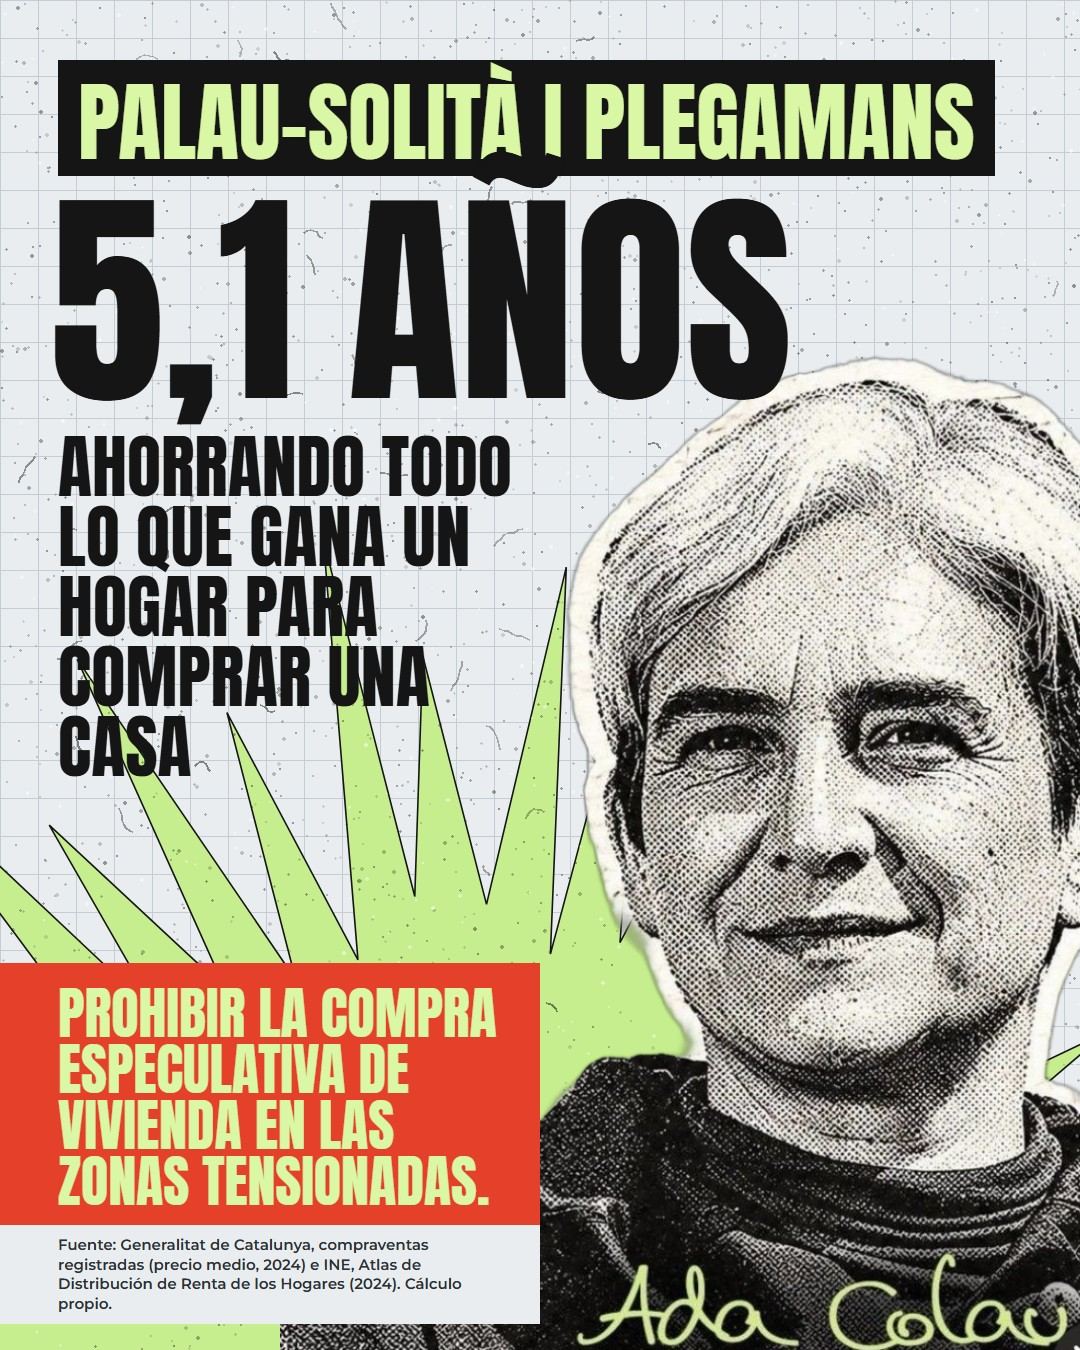 PALAU-SOLITÀ I PLEGAMANS
5,1 AÑOS
AHORRANDO TODO
LO QUE GANA UN
HOGAR PARA
COMPRAR UNA
CASA
PROHIBIR LA COMPRA
ESPECULATIVA DE
VIVIENDA EN LAS
ZONAS TENSIONADAS.
Fuente: Generalitat de Catalunya, compraventas
registradas (precio medio, 2024) e INE, Atlas de
Distribución de Renta de los Hogares (2024). Cálculo
propio.
Ada Colau